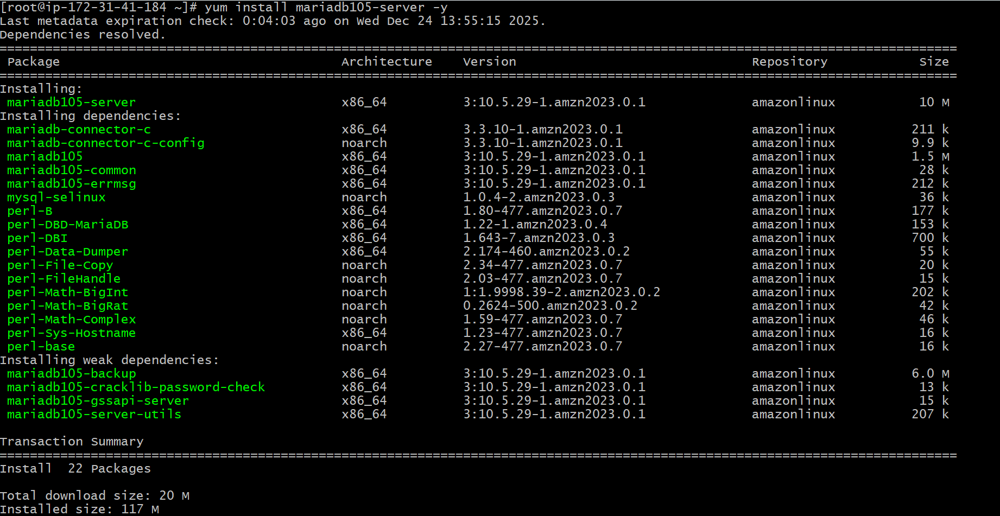 [root@ip-172-31-41-184 ~]# yum install mariadb105-server -y
Last metadata expiration check: 0:04:03 ago on Wed Dec 24 13:55:15 2025.
Dependencies resolved.
================================================================================
Package Architecture Version Repository Size
================================================================================
Installing:
mariadb105-server x86_64 3:10.5.29-1.amzn2023.0.1 amazonlinux 10 M
Installing dependencies:
mariadb-connector-c x86_64 3.3.10-1.amzn2023.0.1 amazonlinux 211 k
mariadb-connector-c-config noarch 3.3.10-1.amzn2023.0.1 amazonlinux 9.9 k
mariadb105 x86_64 3:10.5.29-1.amzn2023.0.1 amazonlinux 1.5 M
mariadb105-common x86_64 3:10.5.29-1.amzn2023.0.1 amazonlinux 28 k
mariadb105-errmsg x86_64 3:10.5.29-1.amzn2023.0.1 amazonlinux 212 k
mysql-selinux noarch 1.0.4-2.amzn2023.0.3 amazonlinux 36 k
perl-B x86_64 1.80-477.amzn2023.0.7 amazonlinux 177 k
perl-DBD-MariaDB x86_64 1.22-1.amzn2023.0.4 amazonlinux 153 k
perl-DBI x86_64 1.643-7.amzn2023.0.3 amazonlinux 700 k
perl-Data-Dumper x86_64 2.174-460.amzn2023.0.2 amazonlinux 55 k
perl-File-Copy noarch 2.34-477.amzn2023.0.7 amazonlinux 20 k
perl-FileHandle noarch 2.03-477.amzn2023.0.7 amazonlinux 15 k
perl-Math-BigInt noarch 1:1.9998.39-2.amzn2023.0.2 amazonlinux 202 k
perl-Math-BigRat noarch 0.2624-500.amzn2023.0.2 amazonlinux 42 k
perl-Math-Complex noarch 1.59-477.amzn2023.0.7 amazonlinux 46 k
perl-Sys-Hostname x86_64 1.23-477.amzn2023.0.7 amazonlinux 16 k
perl-base noarch 2.27-477.amzn2023.0.7 amazonlinux 16 k
Installing weak dependencies:
mariadb105-backup x86_64 3:10.5.29-1.amzn2023.0.1 amazonlinux 6.0 M
mariadb105-cracklib-password-check x86_64 3:10.5.29-1.amzn2023.0.1 amazonlinux 13 k
mariadb105-gssapi-server x86_64 3:10.5.29-1.amzn2023.0.1 amazonlinux 15 k
mariadb105-server-utils x86_64 3:10.5.29-1.amzn2023.0.1 amazonlinux 207 k
Transaction Summary
================================================================================
Install 22 Packages
Total download size: 20 M
Installed size: 117 M